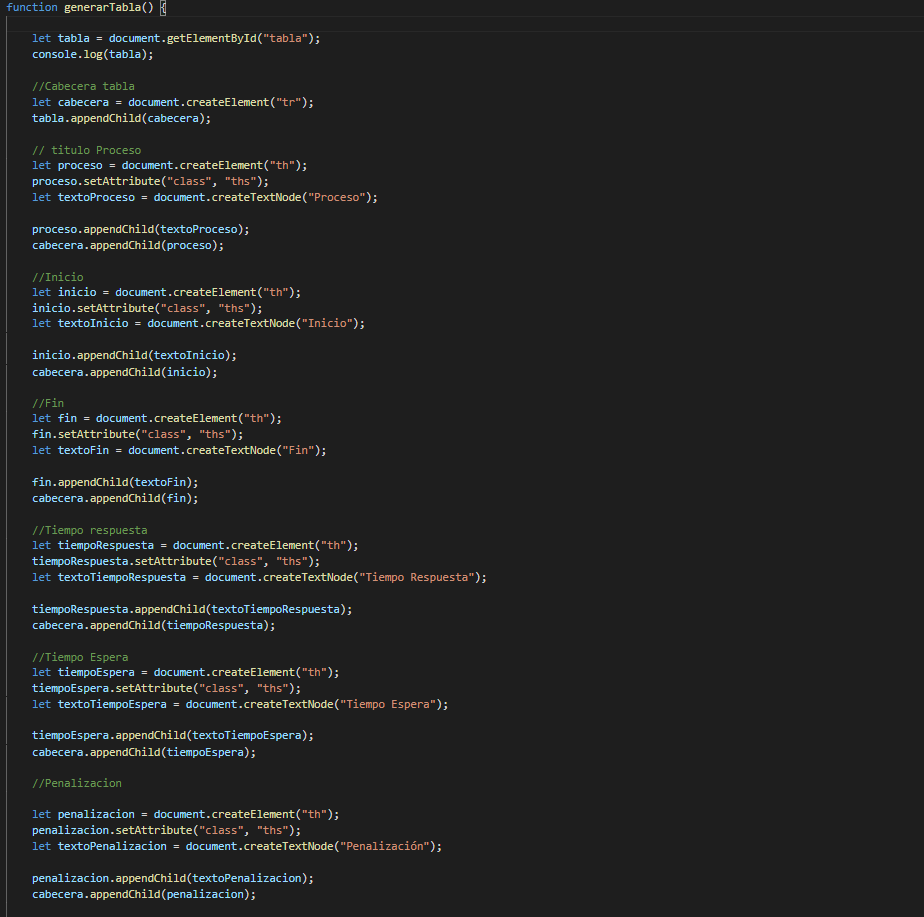 function generarTabla() {
let tabla = document.getElementById("tabla");
console.log(tabla);
//Cabecera tabla
let cabecera = document.createElement("tr");
tabla.appendChild(cabecera);
// titulo Proceso
let proceso = document.createElement("th");
proceso.setAttribute("class", "ths");
let textoProceso = document.createTextNode("Proceso");
proceso.appendChild(textoProceso);
cabecera.appendChild(proceso);
//Inicio
let inicio = document.createElement("th");
inicio.setAttribute("class", "ths");
let textoInicio = document.createTextNode("Inicio");
inicio.appendChild(textoInicio);
cabecera.appendChild(inicio);
//Fin
let fin = document.createElement("th");
fin.setAttribute("class", "ths");
let textoFin = document.createTextNode("Fin");
fin.appendChild(textoFin);
cabecera.appendChild(fin);
//Tiempo respuesta
let tiempoRespuesta = document.createElement("th");
tiempoRespuesta.setAttribute("class", "ths");
let textoTiempoRespuesta = document.createTextNode("Tiempo Respuesta");
tiempoRespuesta.appendChild(textoTiempoRespuesta);
cabecera.appendChild(tiempoRespuesta);
//Tiempo Espera
let tiempoEspera = document.createElement("th");
tiempoEspera.setAttribute("class", "ths");
let textoTiempoEspera = document.createTextNode("Tiempo Espera");
tiempoEspera.appendChild(textoTiempoEspera);
cabecera.appendChild(tiempoEspera);
//Penalizacion
let penalizacion = document.createElement("th");
penalizacion.setAttribute("class", "ths");
let textoPenalizacion = document.createTextNode("Penalización");
penalizacion.appendChild(textoPenalizacion);
cabecera.appendChild(penalizacion);